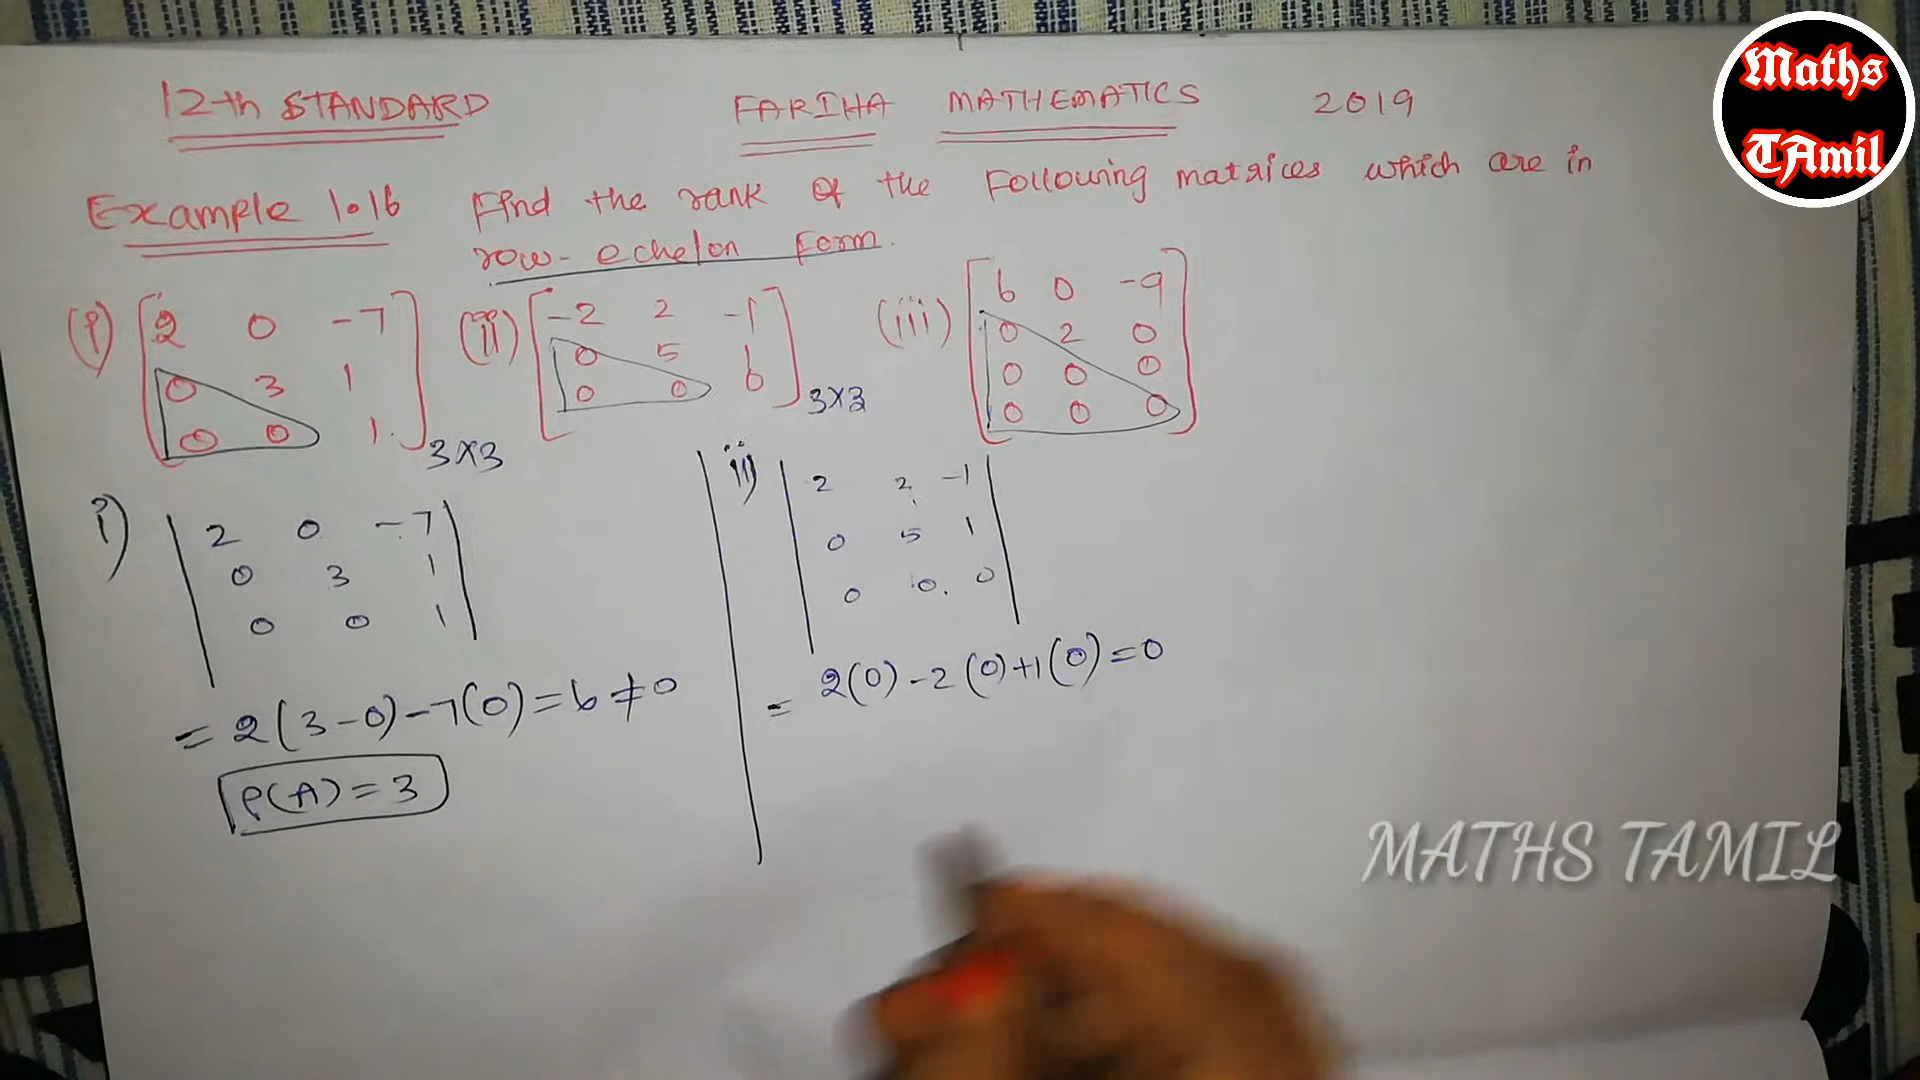 12th STANDARD FARIHA MATHEMATICS 2019
Maths
TAmil
Example 1.16 Find the rank of the Following matrices which are in
row-echelon form.
(i) [2 0 -7
0 3 1
0 0 1]3×3
(ii) [-2 2 -1
0 5 1
0 0 6]3×3
(iii) [6 0 -9
0 2 0
0 0 0
0 0 0]
i) |2 0 -7
0 3 1
0 0 1|
= 2(3-0)-7(0)=6≠0
ρ(A)=3
ii) |2 2 -1
0 5 1
0 0 0|
= 2(0)-2(0)+1(0)=0
MATHS TAMIL